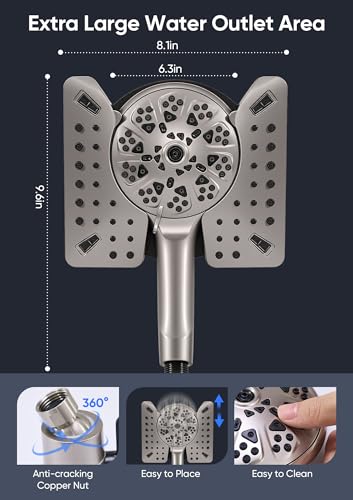 Extra Large Water Outlet Area
8.1in
6.3in
9.6in
360°
Anti-cracking
Copper Nut
Easy to Place
Easy to Clean